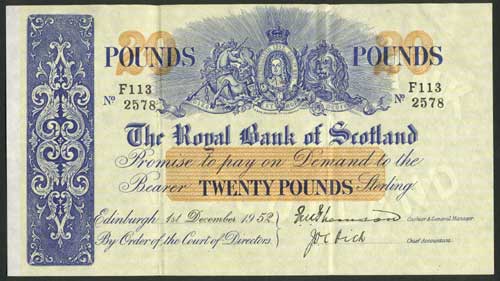 20 20
POUNDS POUNDS
F113 F113
Nº 2578 Nº 2578
The Royal Bank of Scotland
Promise to pay on Demand to the
Bearer TWENTY POUNDS Sterling
Edinburgh 1st December 1952
Cashier & General Manager.
By Order of the Court of Directors.
Chief Accountant.